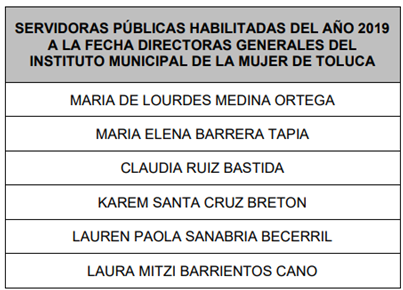 SERVIDORAS PÚBLICAS HABILITADAS DEL AÑO 2019
A LA FECHA DIRECTORAS GENERALES DEL
INSTITUTO MUNICIPAL DE LA MUJER DE TOLUCA
MARIA DE LOURDES MEDINA ORTEGA
MARIA ELENA BARRERA TAPIA
CLAUDIA RUIZ BASTIDA
KAREM SANTA CRUZ BRETON
LAUREN PAOLA SANABRIA BECERRIL
LAURA MITZI BARRIENTOS CANO